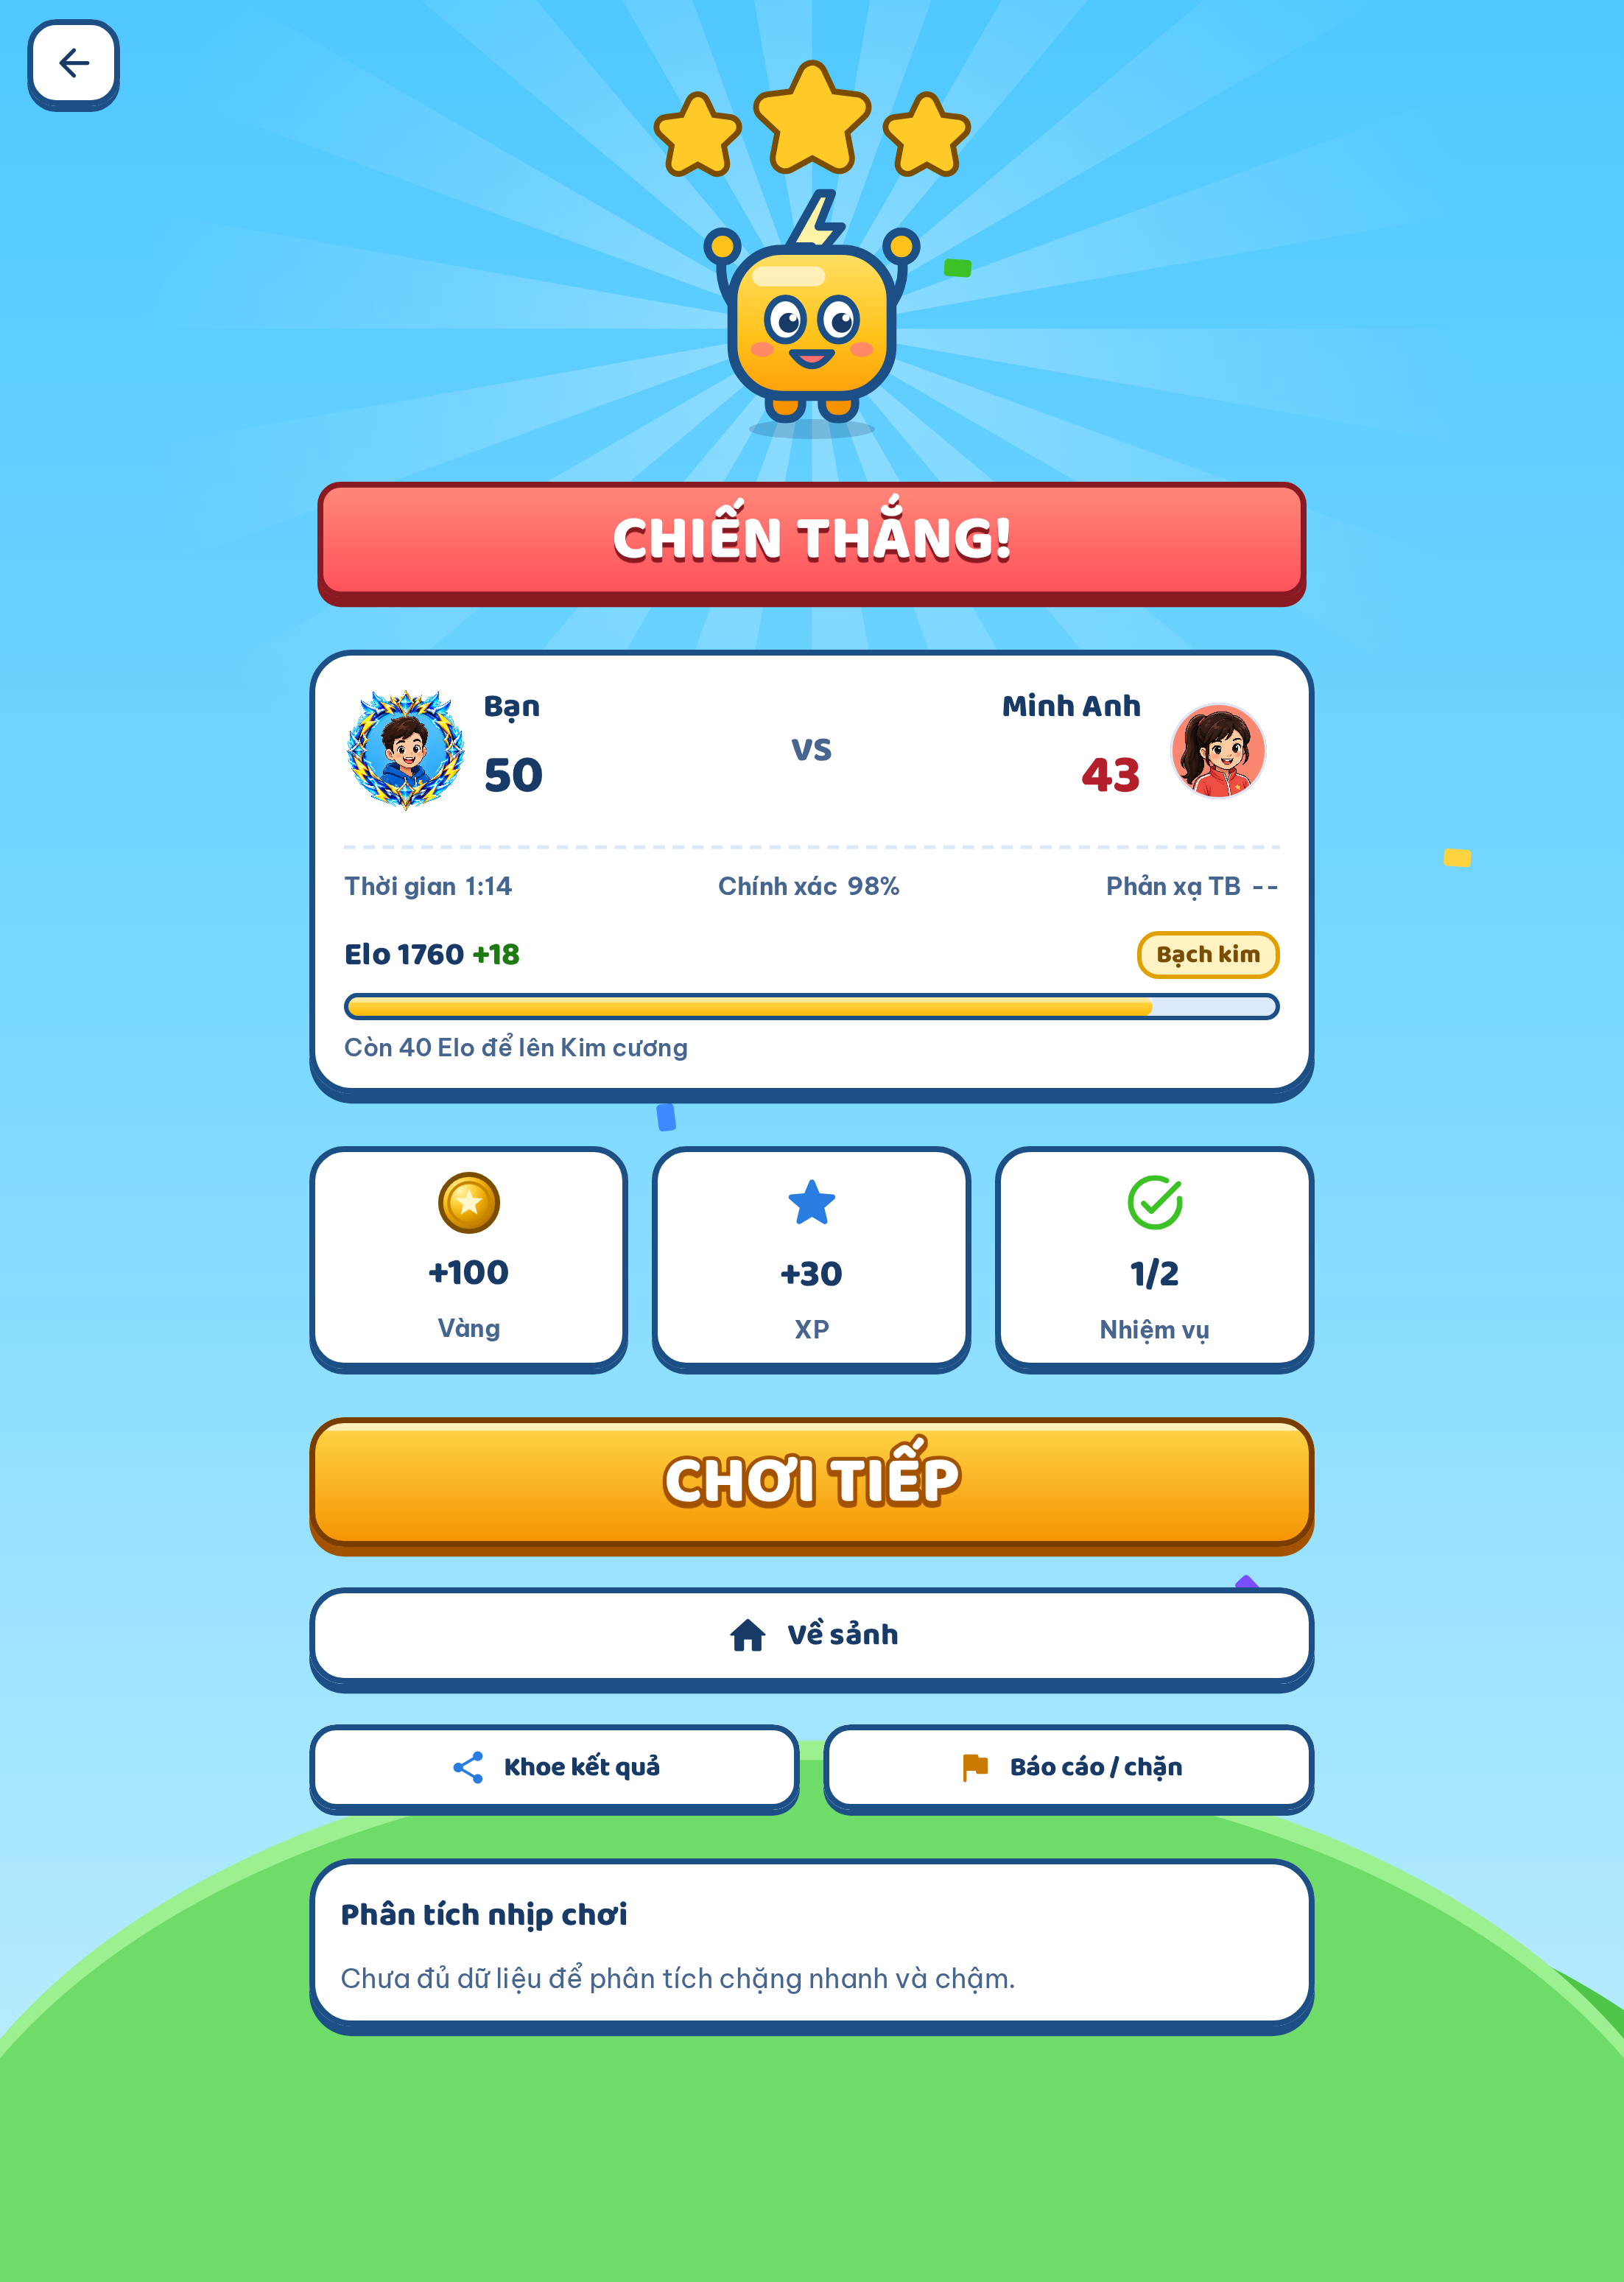 CHIẾN THẮNG!
Bạn
50
VS
Minh Anh
43
Thời gian 1:14
Chính xác 98%
Phản xạ TB --
Elo 1760 +18
Bạch kim
Còn 40 Elo để lên Kim cương
+100
Vàng
+30
XP
1/2
Nhiệm vụ
CHƠI TIẾP
Về sảnh
Khoe kết quả
Báo cáo / chặn
Phân tích nhịp chơi
Chưa đủ dữ liệu để phân tích chặng nhanh và chậm.